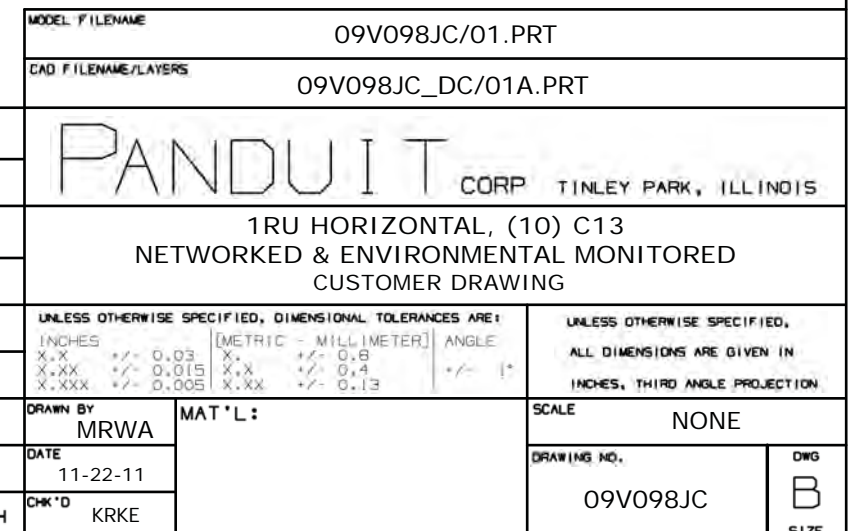 MODEL FILENAME
09V098JC/01.PRT
CAD FILENAME/LAYERS
09V098JC_DC/01A.PRT
PANDUIT CORP TINLEY PARK, ILLINOIS
1RU HORIZONTAL, (10) C13
NETWORKED & ENVIRONMENTAL MONITORED
CUSTOMER DRAWING
UNLESS OTHERWISE SPECIFIED, DIMENSIONAL TOLERANCES ARE:
INCHES [METRIC - MILLIMETER] ANGLE
X.X +/- 0.03 X. +/- 0.8
X.XX +/- 0.015 X.X +/- 0.4 +/- 1°
X.XXX +/- 0.005 X.XX +/- 0.13
UNLESS OTHERWISE SPECIFIED,
ALL DIMENSIONS ARE GIVEN IN
INCHES, THIRD ANGLE PROJECTION
DRAWN BY
MRWA
MAT'L:
SCALE
NONE
DATE
11-22-11
DRAWING NO.
09V098JC
DWG
B
SIZE
CHK'D
KRKE